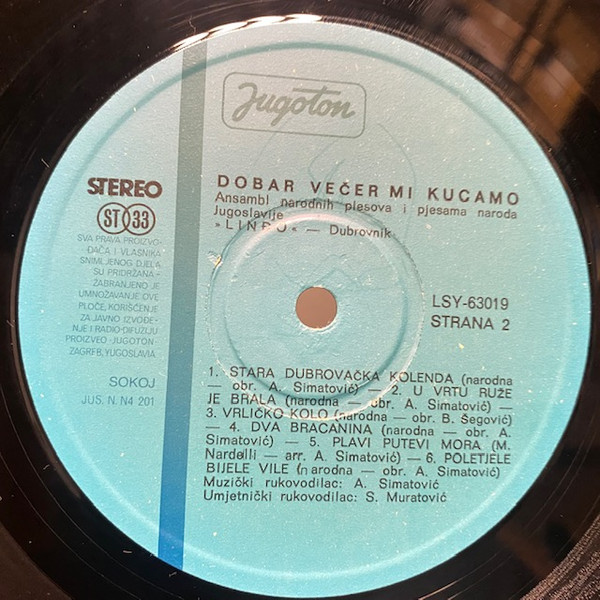 Jugoton
DOBAR VEČER MI KUCAMO
STEREO
Ansambl narodnih plesova i pjesama naroda
Jugoslavije
»LINĐO« — Dubrovnik
ST 33
SVA PRAVA PROIZVO-
ĐAČA I VLASNIKA
SNIMLJENOG DJELA
SU PRIDRŽANA -
ZABRANJENO JE
UMNOŽAVANJE OVE
PLOČE, KORIŠĆENJE
ZA JAVNO IZVOĐE-
NJE I RADIO-DIFUZIJU
PROIZVEO - JUGOTON
ZAGREB, YUGOSLAVIA
LSY-63019
STRANA 2
SOKOJ
JUS. N. N4 201
1. STARA DUBROVAČKA KOLENDA (narodna
— obr. A. Simatović) — 2. U VRTU RUŽE
JE BRALA (narodna — obr. A. Simatović) —
3. VRLIČKO KOLO (narodna — obr. B. Šegović)
— 4. DVA BRACANINA (narodna — obr. A.
Simatović) — 5. PLAVI PUTEVI MORA (M.
Nardelli — arr. A. Simatović) — 6. POLETJELE
BIJELE VILE (narodna — obr. A. Simatović)
Muzički rukovodilac: A. Simatović
Umjetnički rukovodilac: S. Muratović